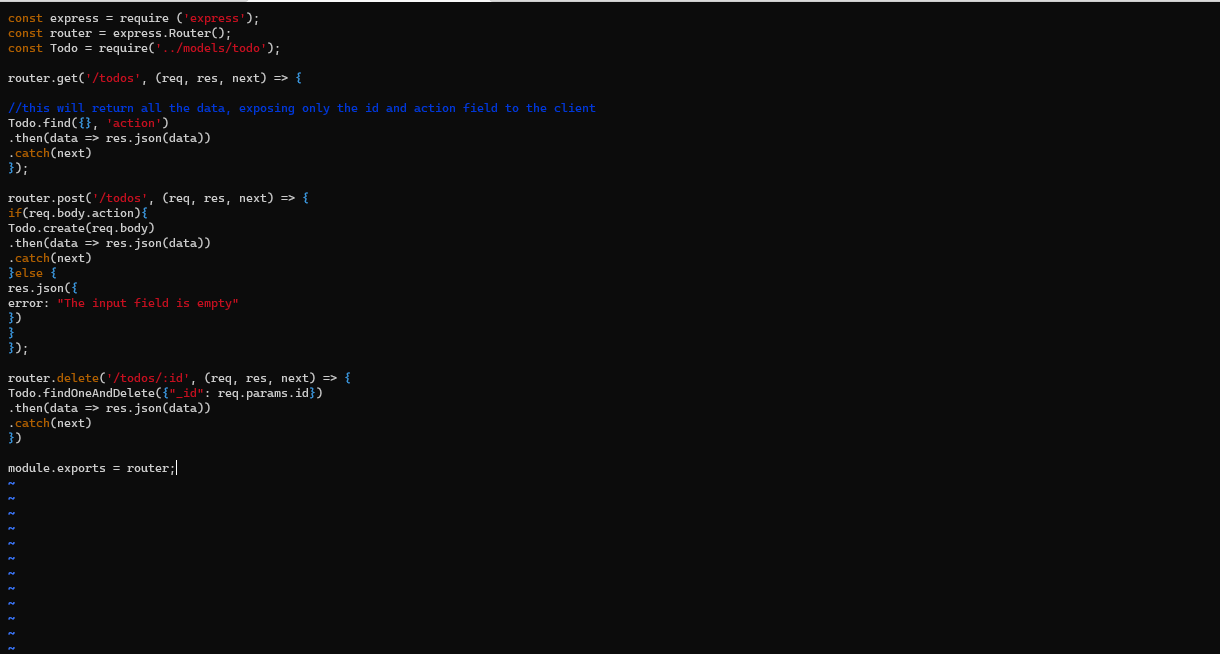 const express = require ('express');
const router = express.Router();
const Todo = require('../models/todo');

router.get('/todos', (req, res, next) => {

//this will return all the data, exposing only the id and action field to the client
Todo.find({}, 'action')
.then(data => res.json(data))
.catch(next)
});

router.post('/todos', (req, res, next) => {
if(req.body.action){
Todo.create(req.body)
.then(data => res.json(data))
.catch(next)
}else {
res.json({
error: "The input field is empty"
})
}
});

router.delete('/todos/:id', (req, res, next) => {
Todo.findOneAndDelete({"_id": req.params.id})
.then(data => res.json(data))
.catch(next)
})

module.exports = router;
~
~
~
~
~
~
~
~
~
~
~
~